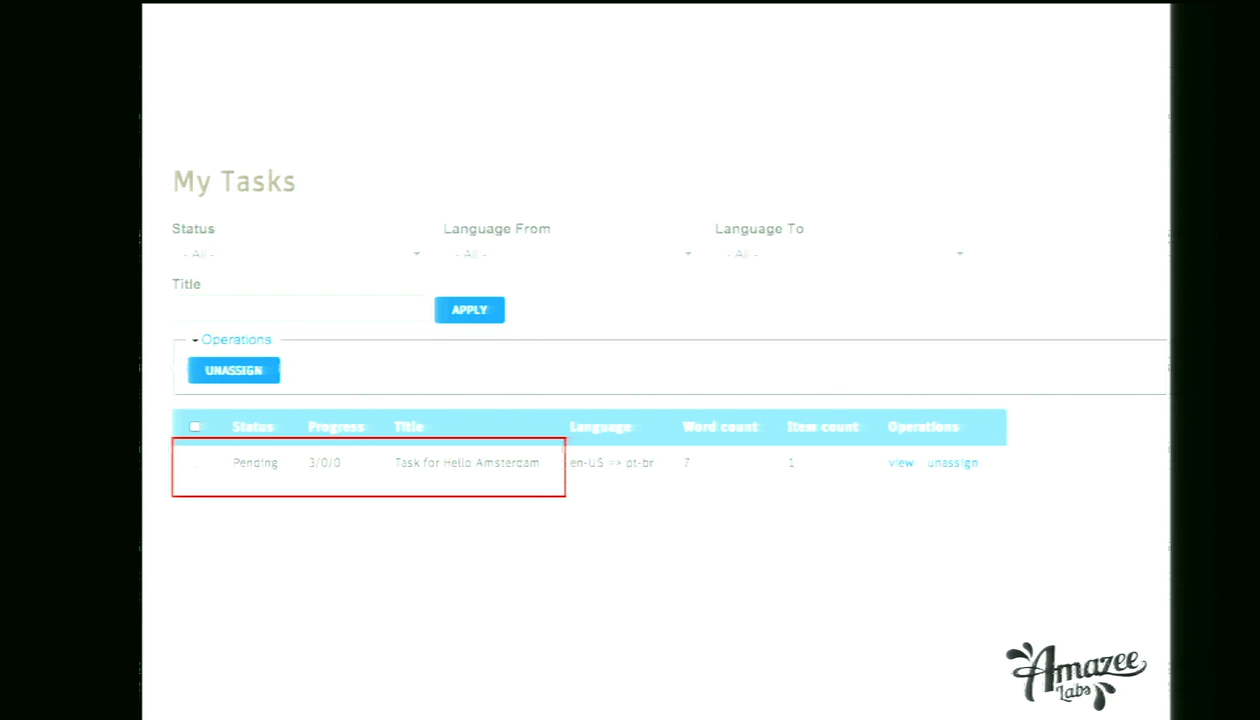 My Tasks
Status Language From Language To
- All - - All - - All -
Title
APPLY
Operations
UNASSIGN
Status Progress Title Language Word count Item count Operations
Pending 3/0/0 Task for Hello Amsterdam en-US => pt-br 7 1 view unassign
Amazee
Labs